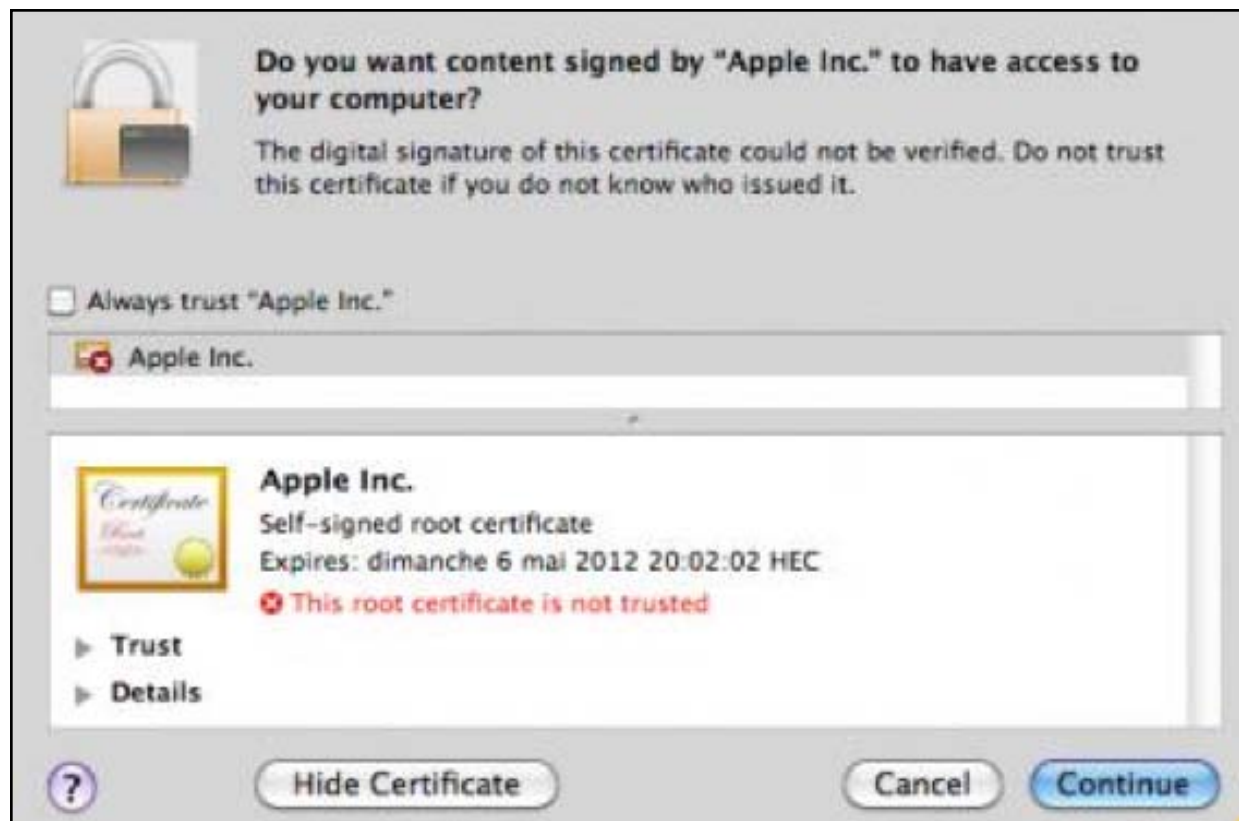 Do you want content signed by "Apple Inc." to have access to
your computer?
The digital signature of this certificate could not be verified. Do not trust
this certificate if you do not know who issued it.
Always trust "Apple Inc."
Apple Inc.
Certificate
Root
Apple Inc.
Self-signed root certificate
Expires: dimanche 6 mai 2012 20:02:02 HEC
This root certificate is not trusted
Trust
Details
?
Hide Certificate
Cancel
Continue